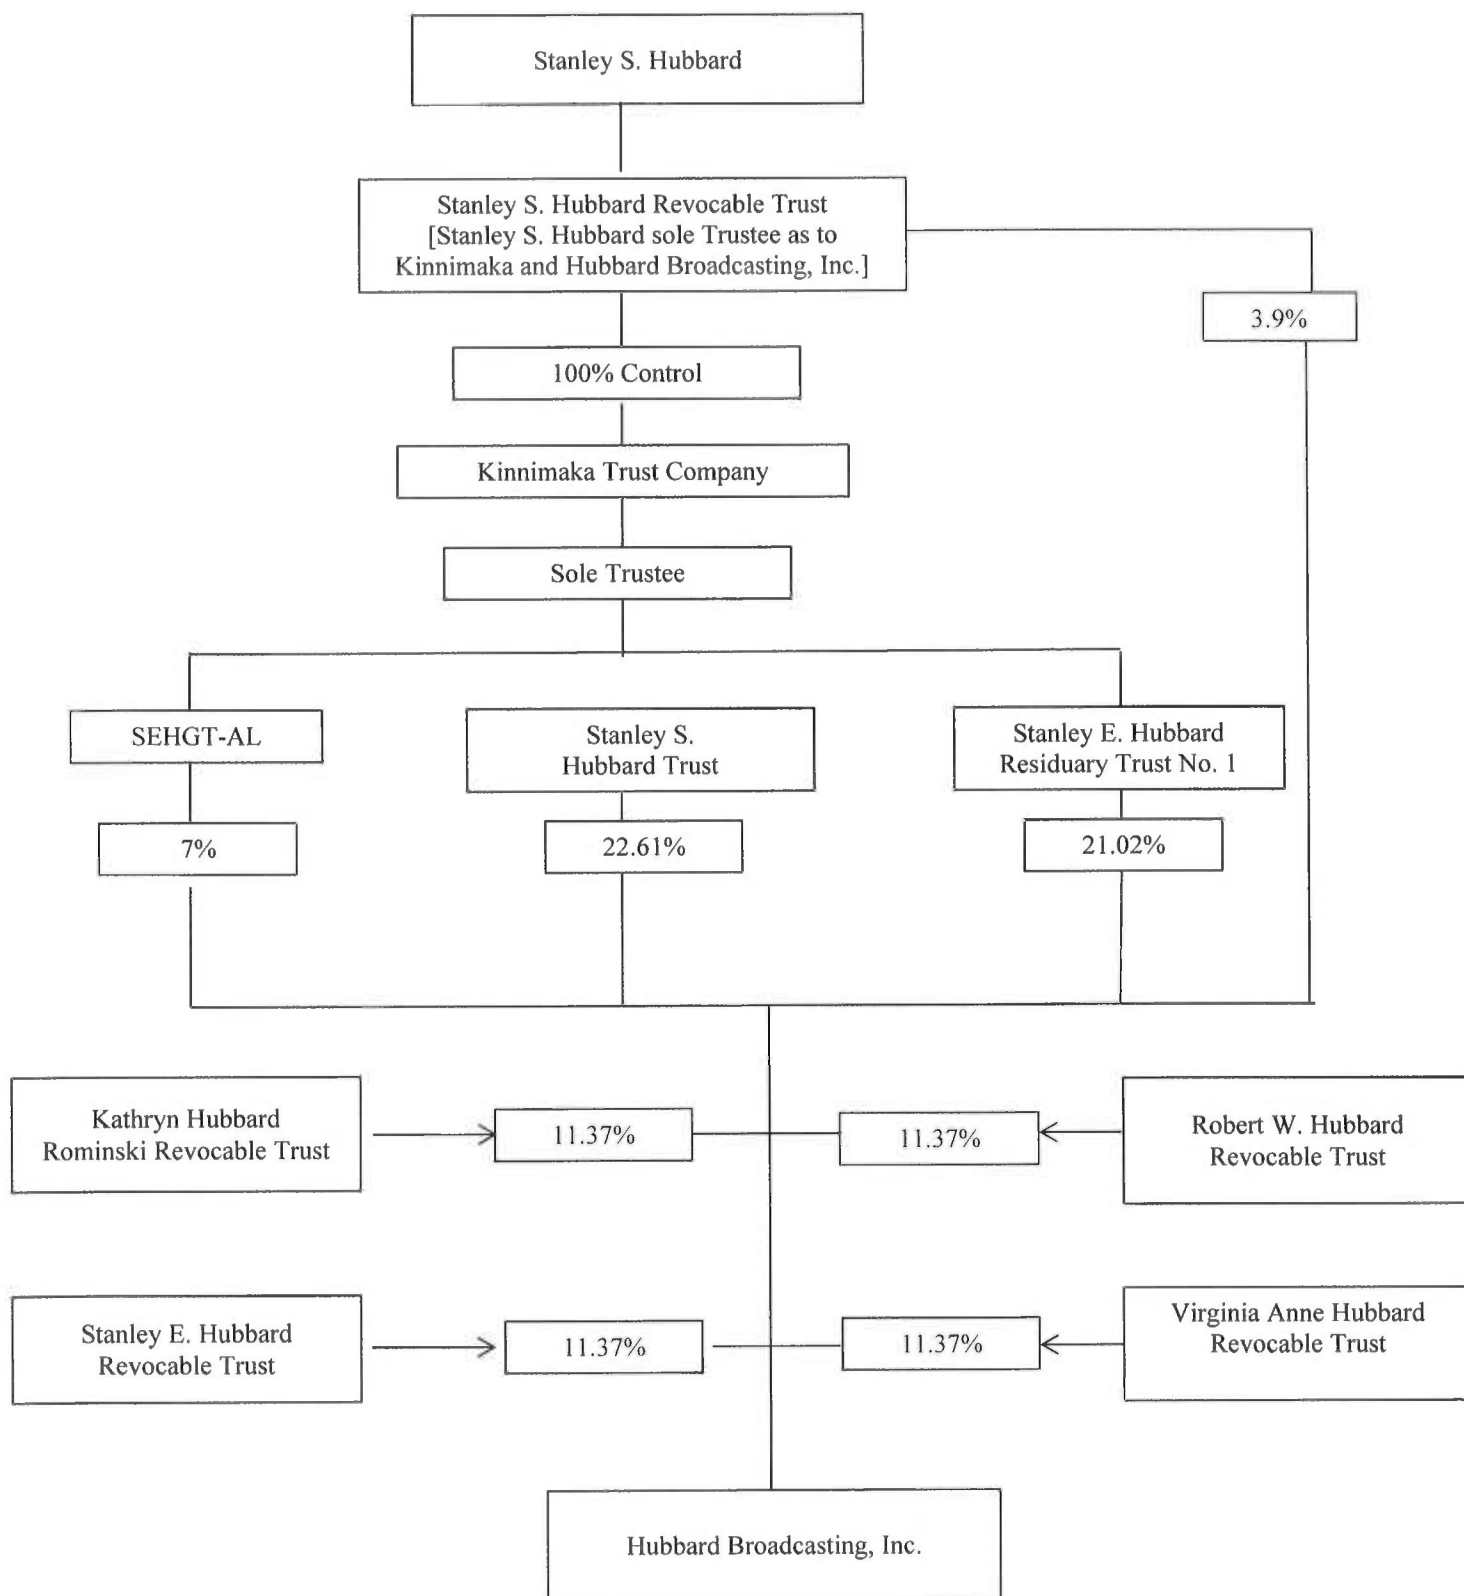 Stanley S. Hubbard
Stanley S. Hubbard Revocable Trust
[Stanley S. Hubbard sole Trustee as to
Kinnimaka and Hubbard Broadcasting, Inc.]
3.9%
100% Control
Kinnimaka Trust Company
Sole Trustee
SEHGT-AL
Stanley S.
Hubbard Trust
Stanley E. Hubbard
Residuary Trust No. 1
7%
22.61%
21.02%
Kathryn Hubbard
Rominski Revocable Trust
11.37%
11.37%
Robert W. Hubbard
Revocable Trust
Stanley E. Hubbard
Revocable Trust
11.37%
11.37%
Virginia Anne Hubbard
Revocable Trust
Hubbard Broadcasting, Inc.